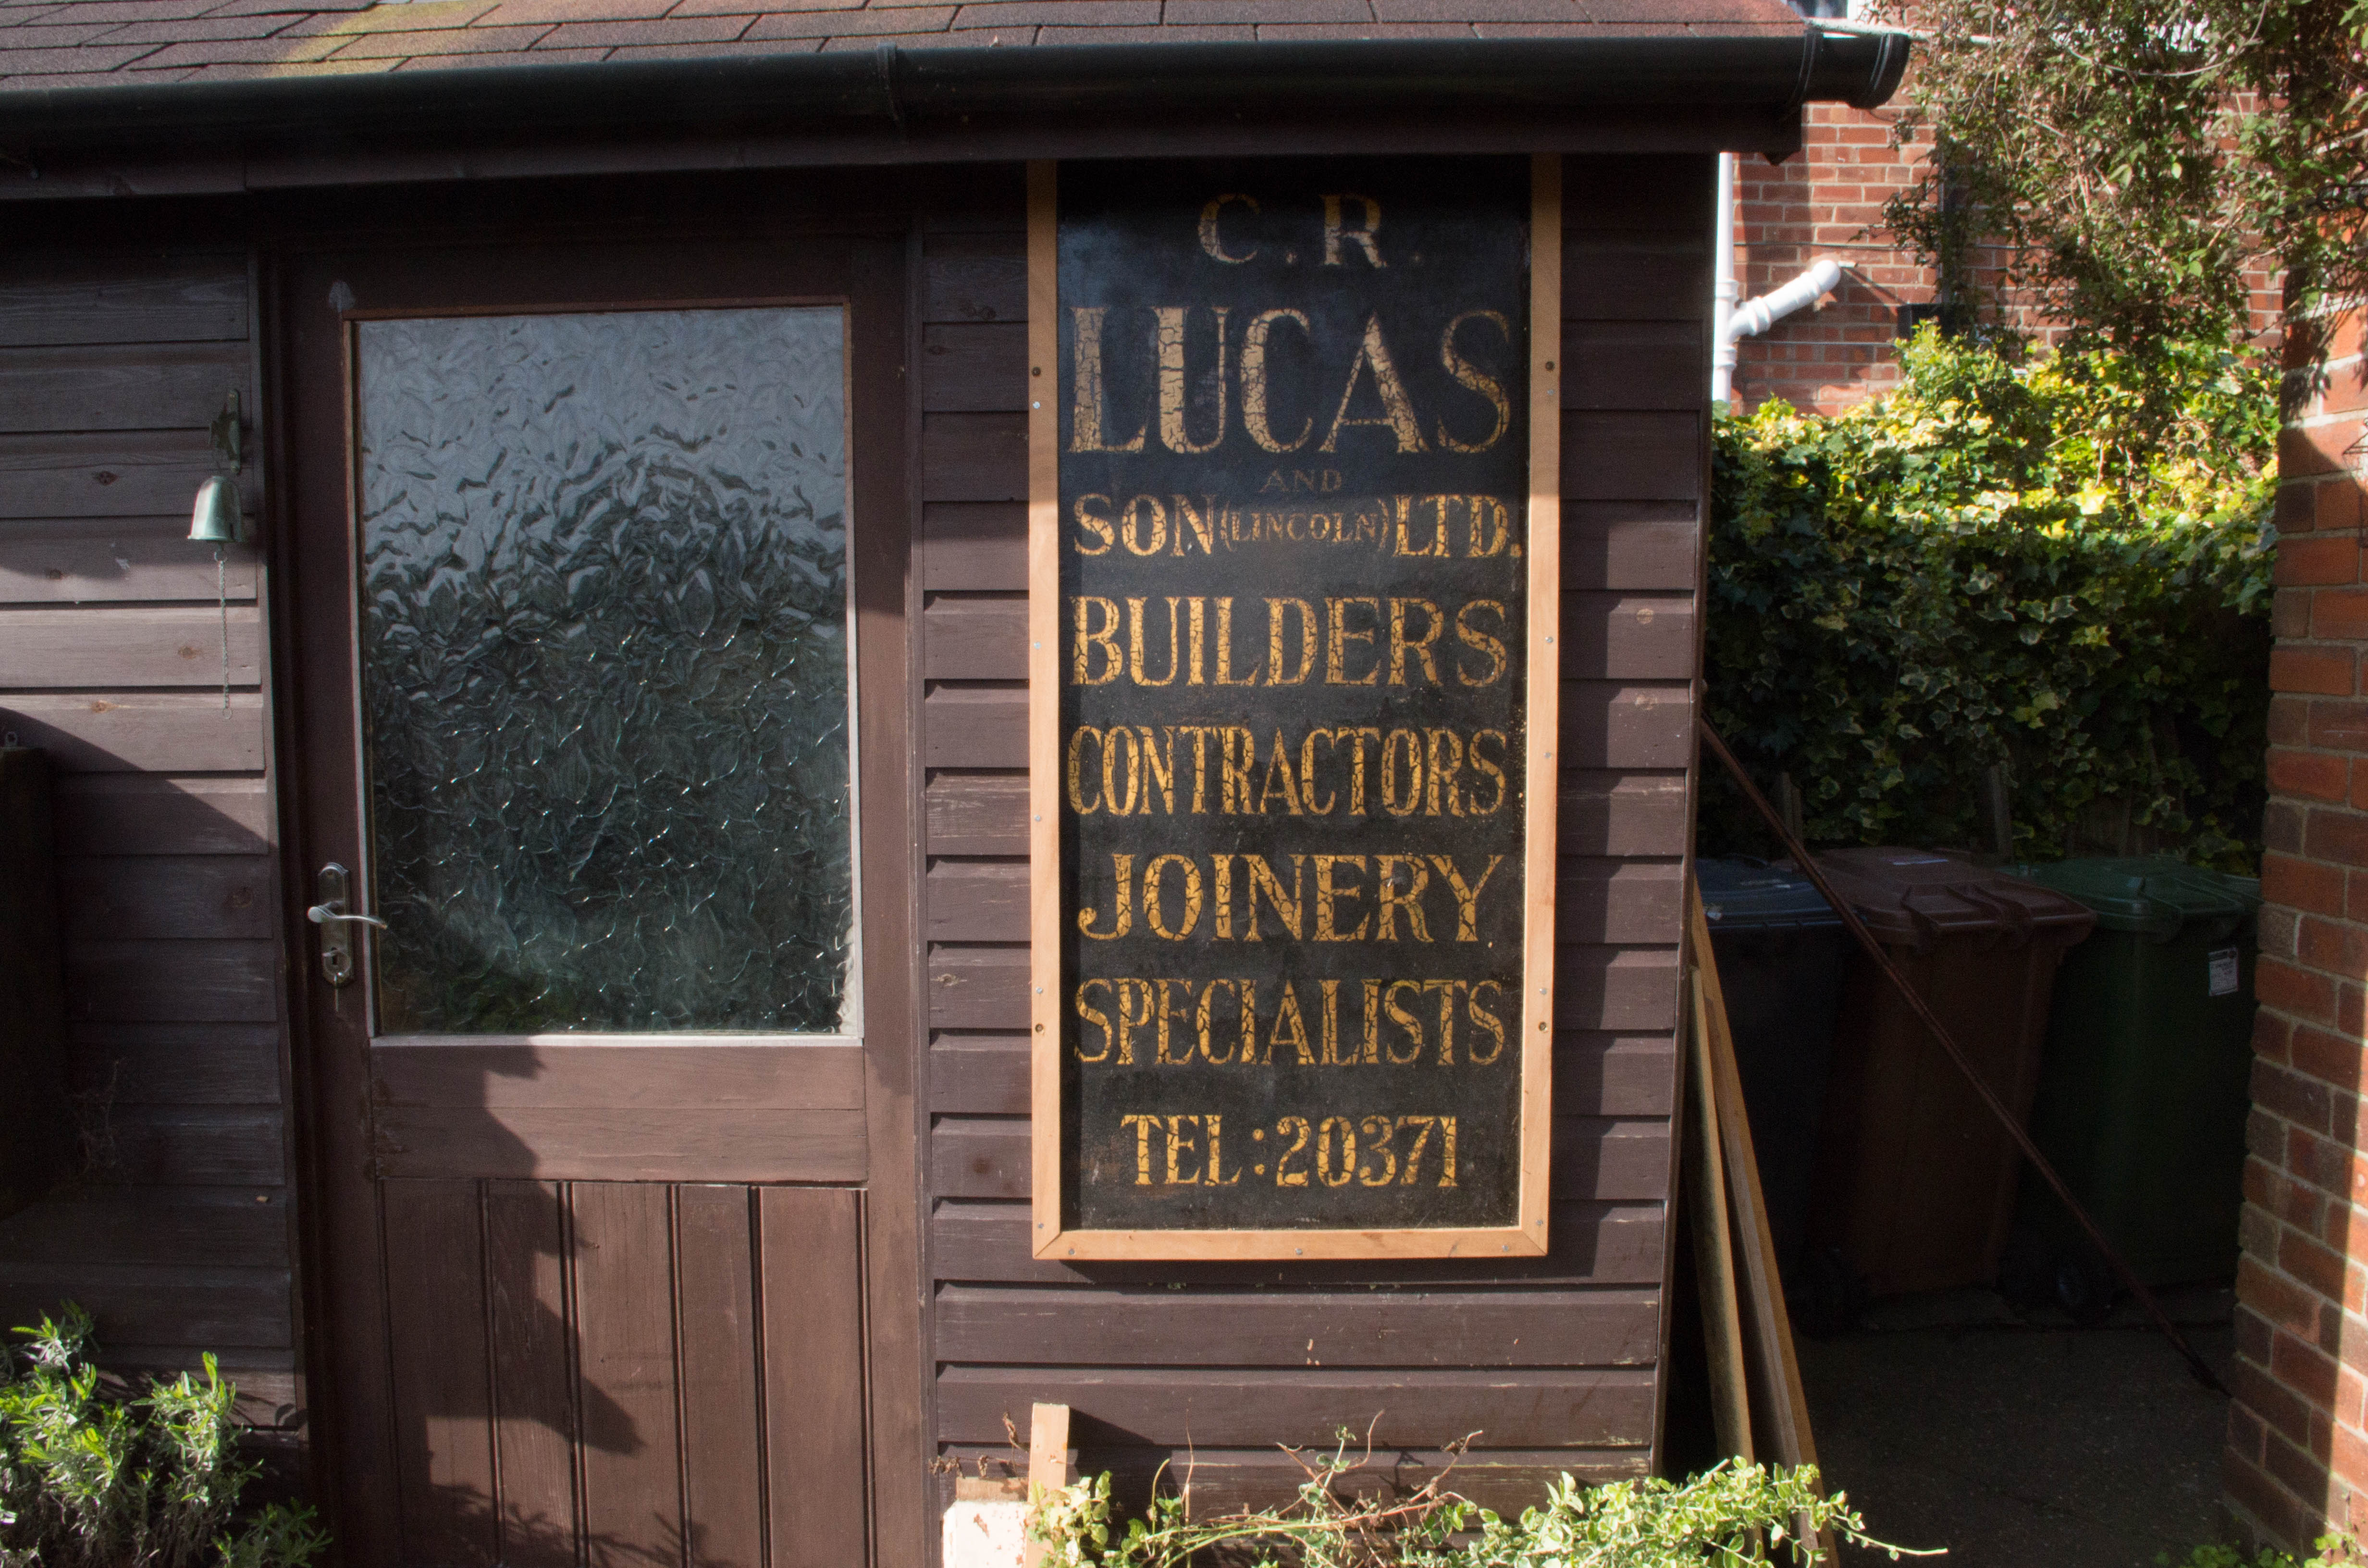 C.R.
LUCAS
AND
SON (LINCOLN) LTD.
BUILDERS
CONTRACTORS
JOINERY
SPECIALISTS
TEL: 20371